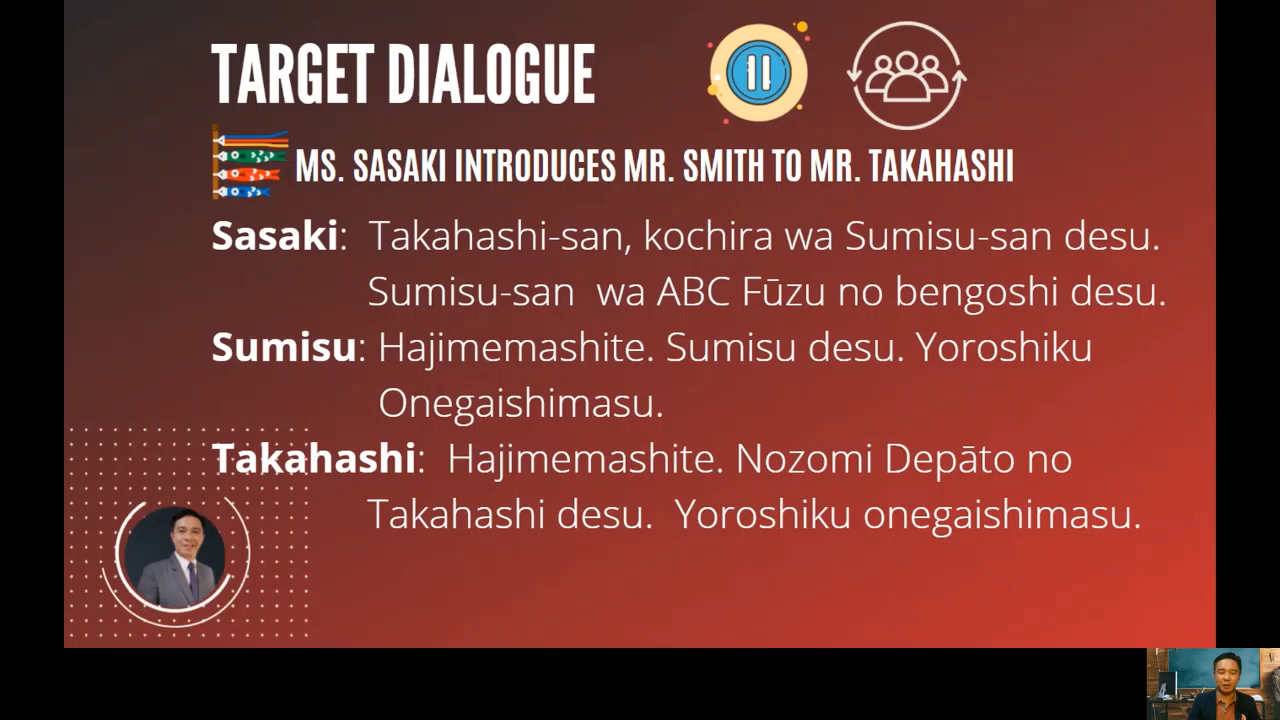 TARGET DIALOGUE
MS. SASAKI INTRODUCES MR. SMITH TO MR. TAKAHASHI
Sasaki: Takahashi-san, kochira wa Sumisu-san desu.
Sumisu-san wa ABC Fūzu no bengoshi desu.
Sumisu: Hajimemashite. Sumisu desu. Yoroshiku
Onegaishimasu.
Takahashi: Hajimemashite. Nozomi Depāto no
Takahashi desu. Yoroshiku onegaishimasu.